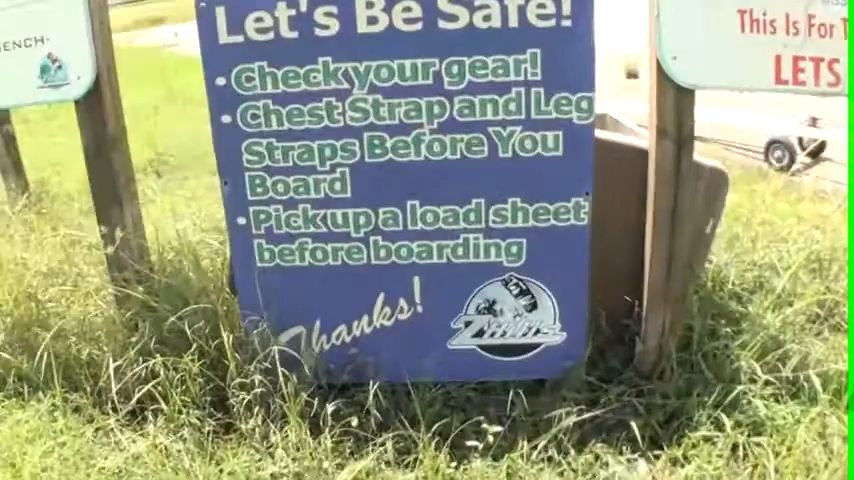 Let's Be Safe!
• Check your gear!
• Chest Strap and Leg
Straps Before You
Board
• Pick up a load sheet
before boarding
Thanks!
ENCH
This Is For T
LETS